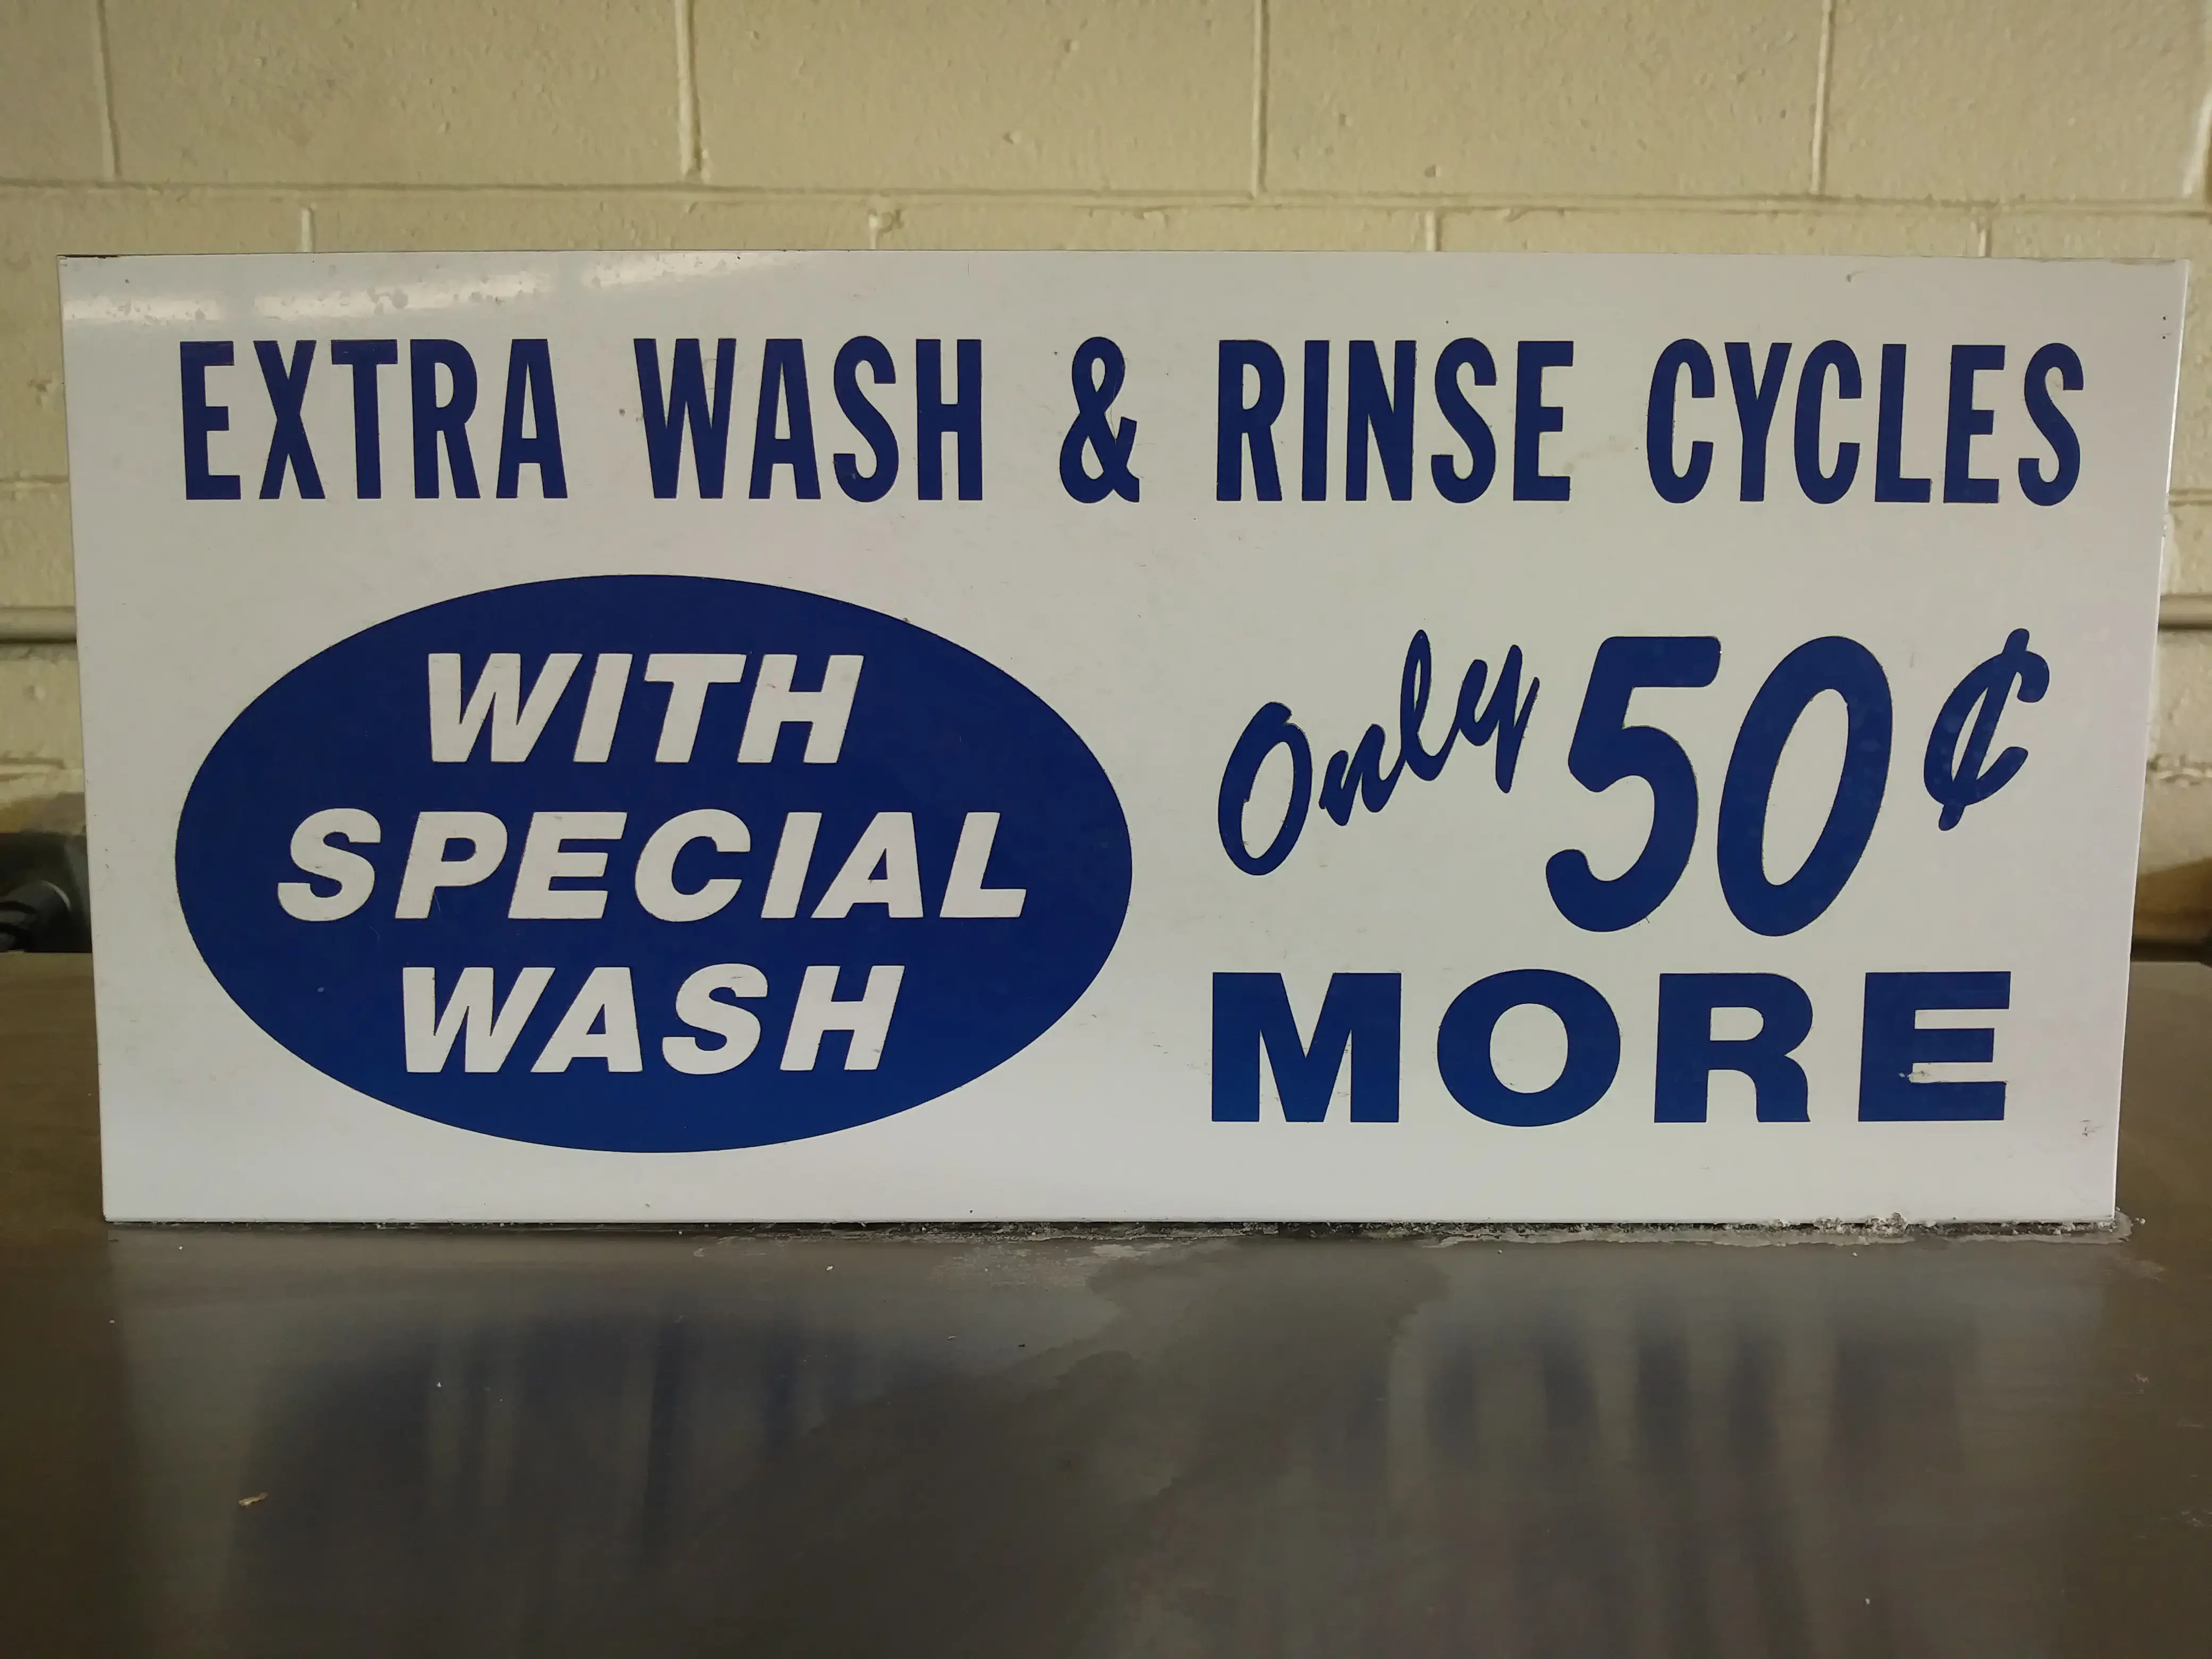 EXTRA WASH & RINSE CYCLES
WITH
SPECIAL
WASH
Only 50¢
MORE